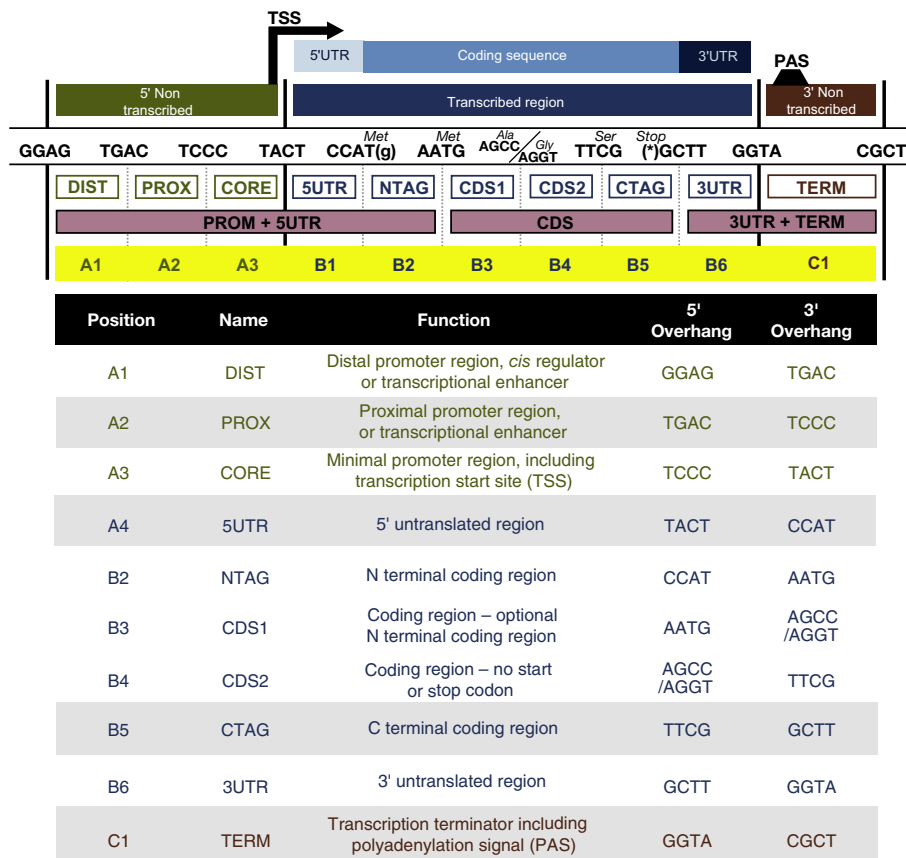 TSS
5'UTR Coding sequence 3'UTR
PAS
5' Non
transcribed
Transcribed region
3' Non
transcribed
Met Met Ala Gly Ser Stop
GGAG TGAC TCCC TACT CCAT(g) AATG AGCC/AGGT TTCG (*)GCTT GGTA CGCT
DIST PROX CORE 5UTR NTAG CDS1 CDS2 CTAG 3UTR TERM
PROM + 5UTR CDS 3UTR + TERM
A1 A2 A3 B1 B2 B3 B4 B5 B6 C1
Position Name Function 5' Overhang 3' Overhang
A1 DIST Distal promoter region, cis regulator
or transcriptional enhancer GGAG TGAC
A2 PROX Proximal promoter region,
or transcriptional enhancer TGAC TCCC
A3 CORE Minimal promoter region, including
transcription start site (TSS) TCCC TACT
A4 5UTR 5' untranslated region TACT CCAT
B2 NTAG N terminal coding region CCAT AATG
B3 CDS1 Coding region – optional
N terminal coding region AATG AGCC
/AGGT
B4 CDS2 Coding region – no start
or stop codon AGCC
/AGGT TTCG
B5 CTAG C terminal coding region TTCG GCTT
B6 3UTR 3' untranslated region GCTT GGTA
C1 TERM Transcription terminator including
polyadenylation signal (PAS) GGTA CGCT